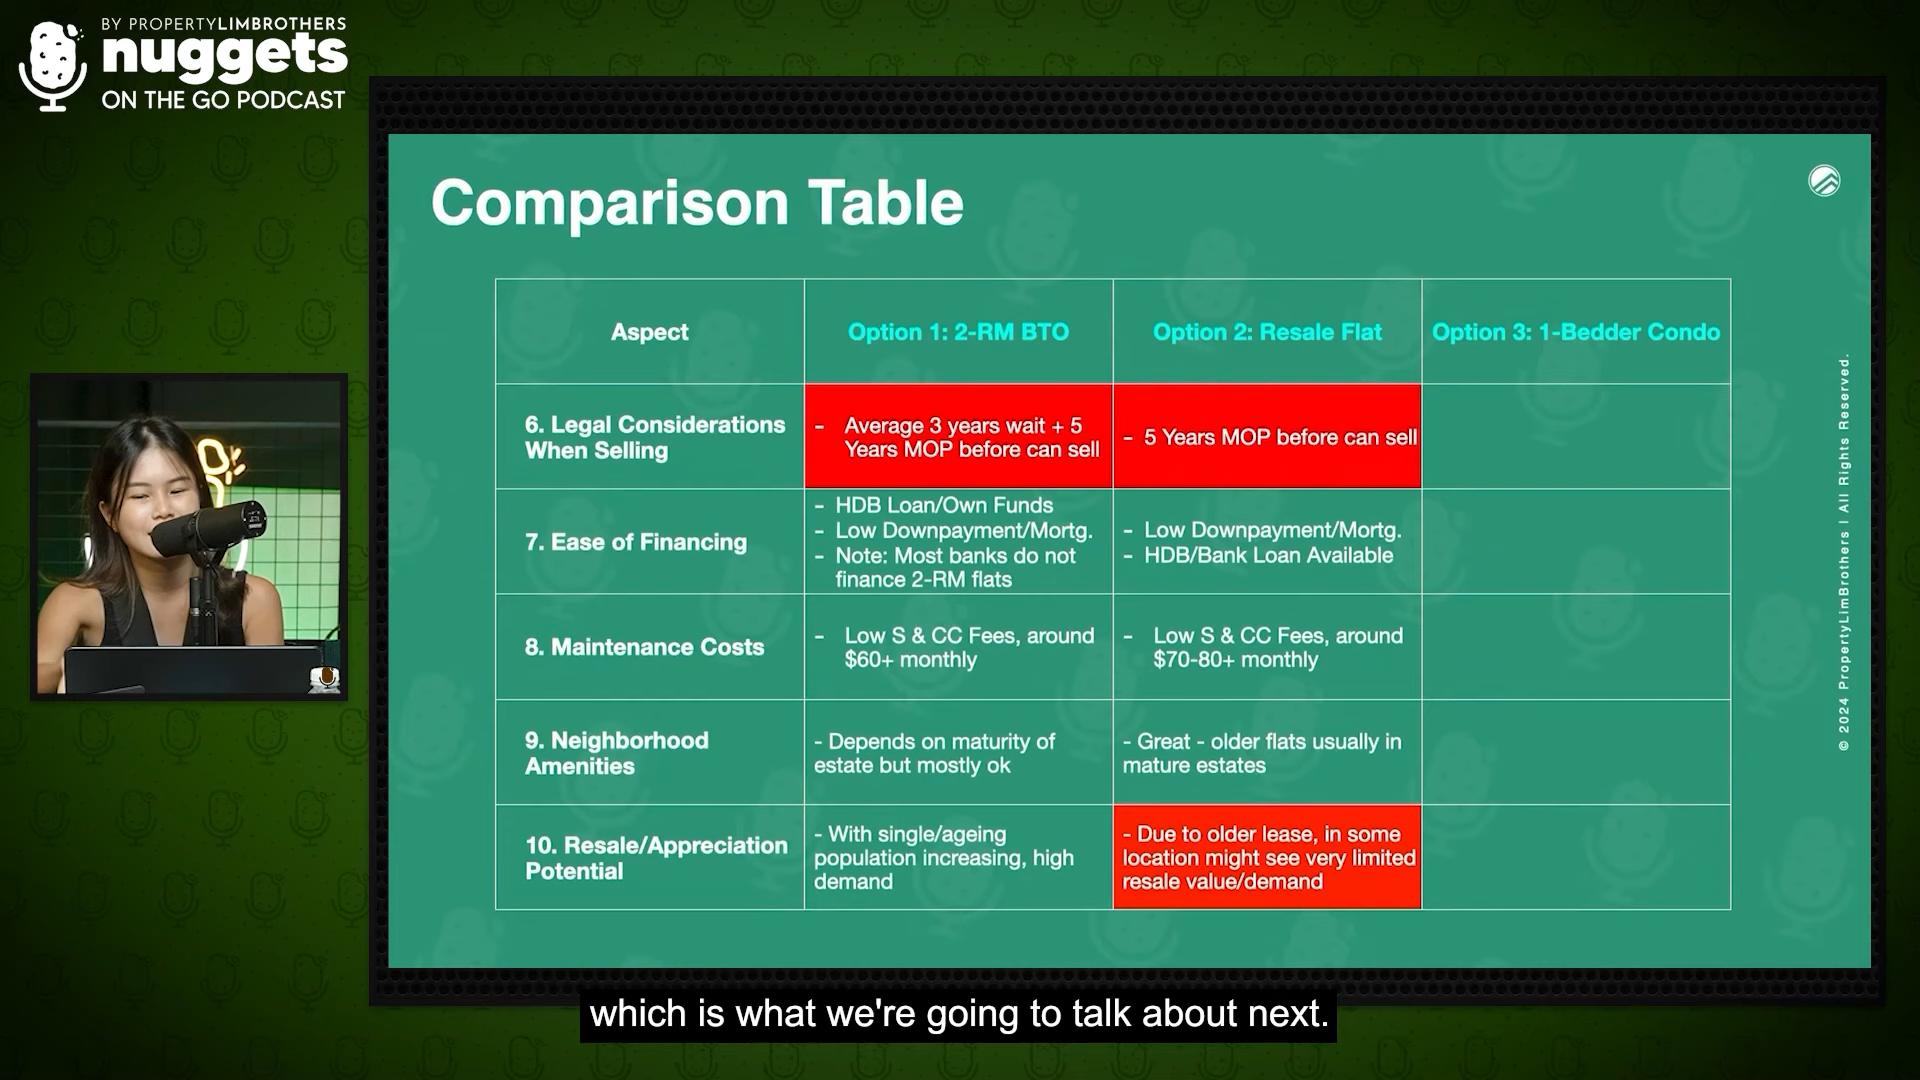 BY PROPERTYLIMBROTHERS
nuggets
ON THE GO PODCAST
Comparison Table
Aspect
Option 1: 2-RM BTO
Option 2: Resale Flat
Option 3: 1-Bedder Condo
6. Legal Considerations
When Selling
- Average 3 years wait + 5
Years MOP before can sell
- 5 Years MOP before can sell
7. Ease of Financing
- HDB Loan/Own Funds
- Low Downpayment/Mortg.
- Note: Most banks do not
finance 2-RM flats
- Low Downpayment/Mortg.
- HDB/Bank Loan Available
8. Maintenance Costs
- Low S & CC Fees, around
$60+ monthly
- Low S & CC Fees, around
$70-80+ monthly
9. Neighborhood
Amenities
- Depends on maturity of
estate but mostly ok
- Great - older flats usually in
mature estates
10. Resale/Appreciation
Potential
- With single/ageing
population increasing, high
demand
- Due to older lease, in some
location might see very limited
resale value/demand
© 2024 PropertyLimBrothers | All Rights Reserved.
which is what we're going to talk about next.